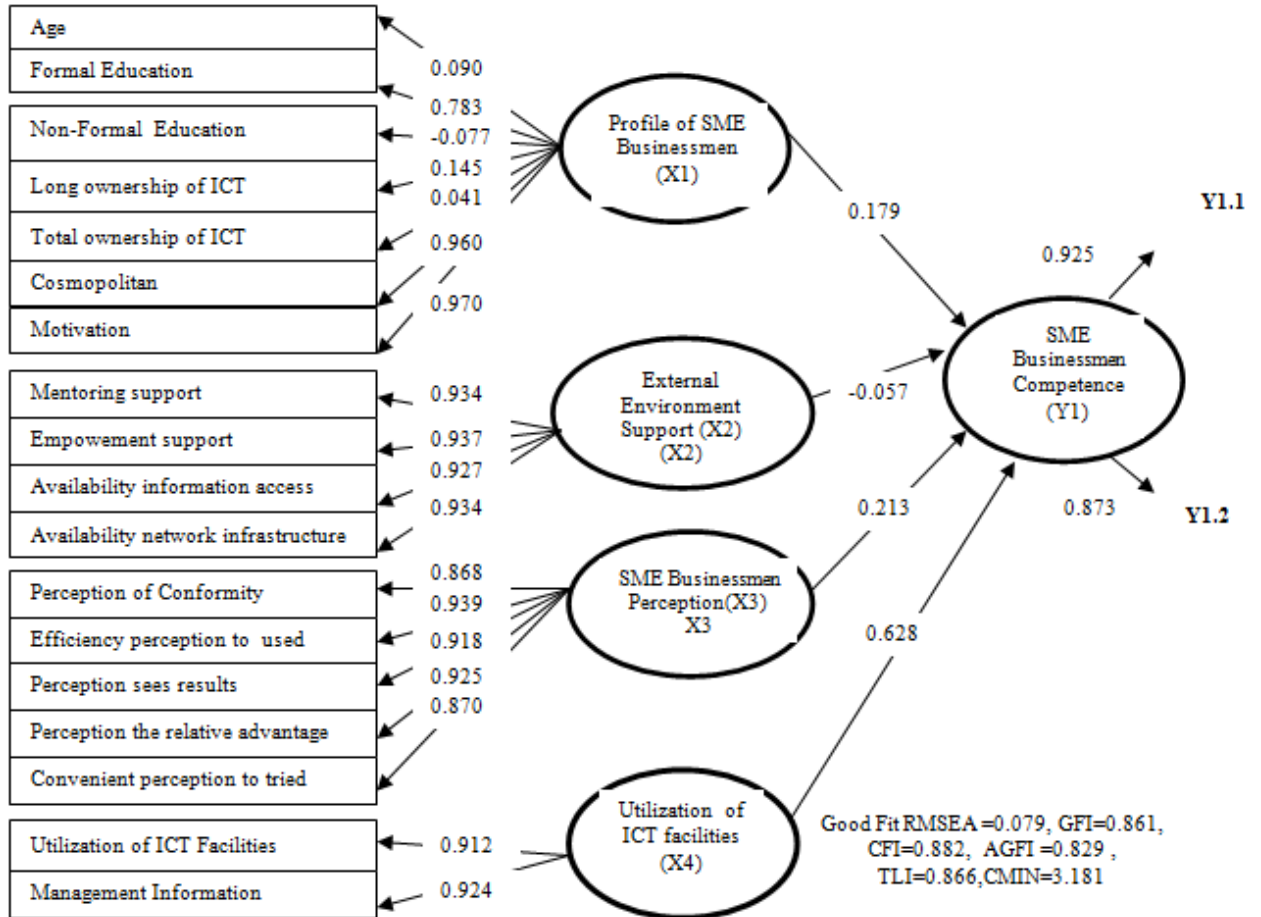 Age
Formal Education
Non-Formal Education
Long ownership of ICT
Total ownership of ICT
Cosmopolitan
Motivation
0.090
0.783
-0.077
0.145
0.041
0.960
0.970
Profile of SME
Businessmen
(X1)
0.179
Mentoring support
Empowement support
Availability information access
Availability network infrastructure
0.934
0.937
0.927
0.934
External
Environment
Support (X2)
(X2)
-0.057
Perception of Conformity
Efficiency perception to used
Perception sees results
Perception the relative advantage
Convenient perception to tried
0.868
0.939
0.918
0.925
0.870
SME Businessmen
Perception(X3)
X3
0.213
Utilization of ICT Facilities
Management Information
0.912
0.924
Utilization of
ICT facilities
(X4)
0.628
SME
Businessmen
Competence
(Y1)
0.925
Y1.1
0.873
Y1.2
Good Fit RMSEA =0.079, GFI=0.861,
CFI=0.882, AGFI =0.829 ,
TLI=0.866,CMIN=3.181